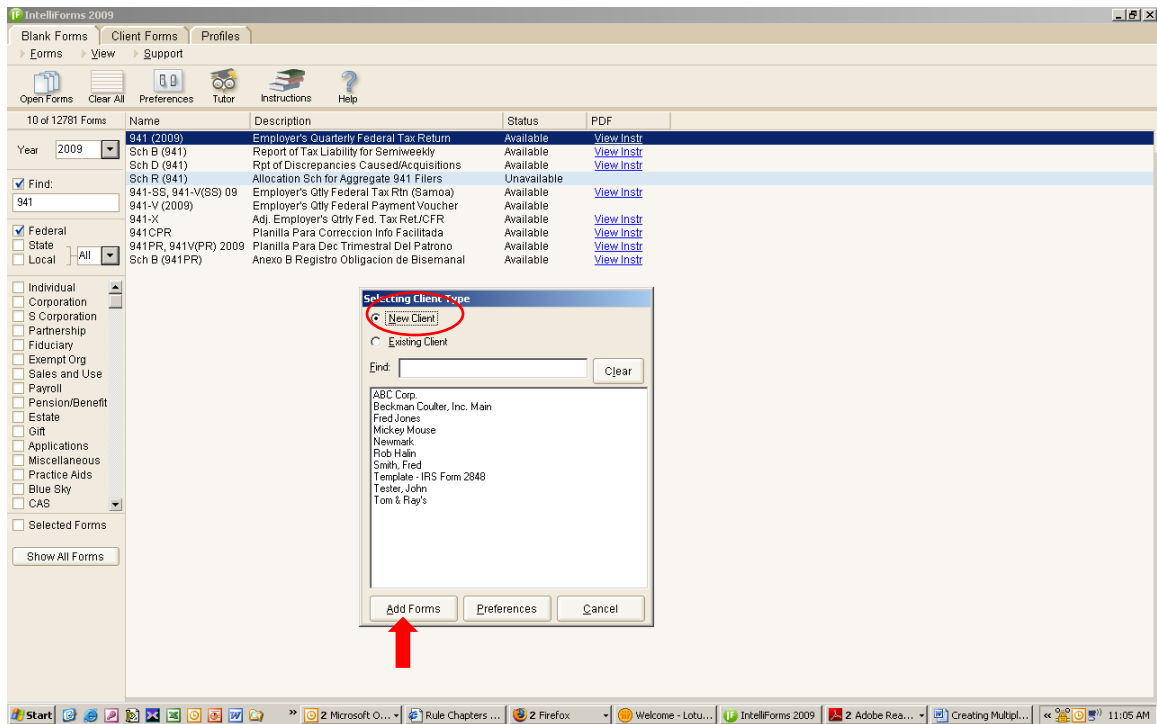 IntelliForms 2009
Blank Forms Client Forms Profiles
Forms View Support
Open Forms Clear All Preferences Tutor Instructions Help
10 of 12781 Forms Name Description Status PDF
941 (2009) Employer's Quarterly Federal Tax Return Available View Instr
Year 2009 Sch B (941) Report of Tax Liability for Semiweekly Available View Instr
Sch D (941) Rpt of Discrepancies Caused/Acquisitions Available View Instr
Find: Sch R (941) Allocation Sch for Aggregate 941 Filers Unavailable
941 941-SS, 941-V(SS) 09 Employer's Qtly Federal Tax Rtn (Samoa) Available View Instr
941-V (2009) Employer's Qtly Federal Payment Voucher Available
941-X Adj. Employer's Qtrly Fed. Tax Ret./CFR Available View Instr
Federal 941CPR Planilla Para Correccion Info Facilitada Available View Instr
State 941PR, 941V(PR) 2009 Planilla Para Dec Trimestral Del Patrono Available View Instr
Local All Sch B (941PR) Anexo B Registro Obligacion de Bisemanal Available View Instr
Individual
Corporation
S Corporation
Partnership
Fiduciary
Exempt Org
Sales and Use
Payroll
Pension/Benefit
Estate
Gift
Applications
Miscellaneous
Practice Aids
Blue Sky
CAS
Selected Forms
Show All Forms
Selecting Client Type
New Client
Existing Client
Find: Clear
ABC Corp.
Beckman Coulter, Inc. Main
Fred Jones
Mickey Mouse
Newmark
Rob Halin
Smith, Fred
Template - IRS Form 2848
Tester, John
Tom & Ray's
Add Forms Preferences Cancel
Start 2 Microsoft O... Rule Chapters ... 2 Firefox Welcome - Lotu... IntelliForms 2009 2 Adobe Rea... Creating Multipl... 11:05 AM